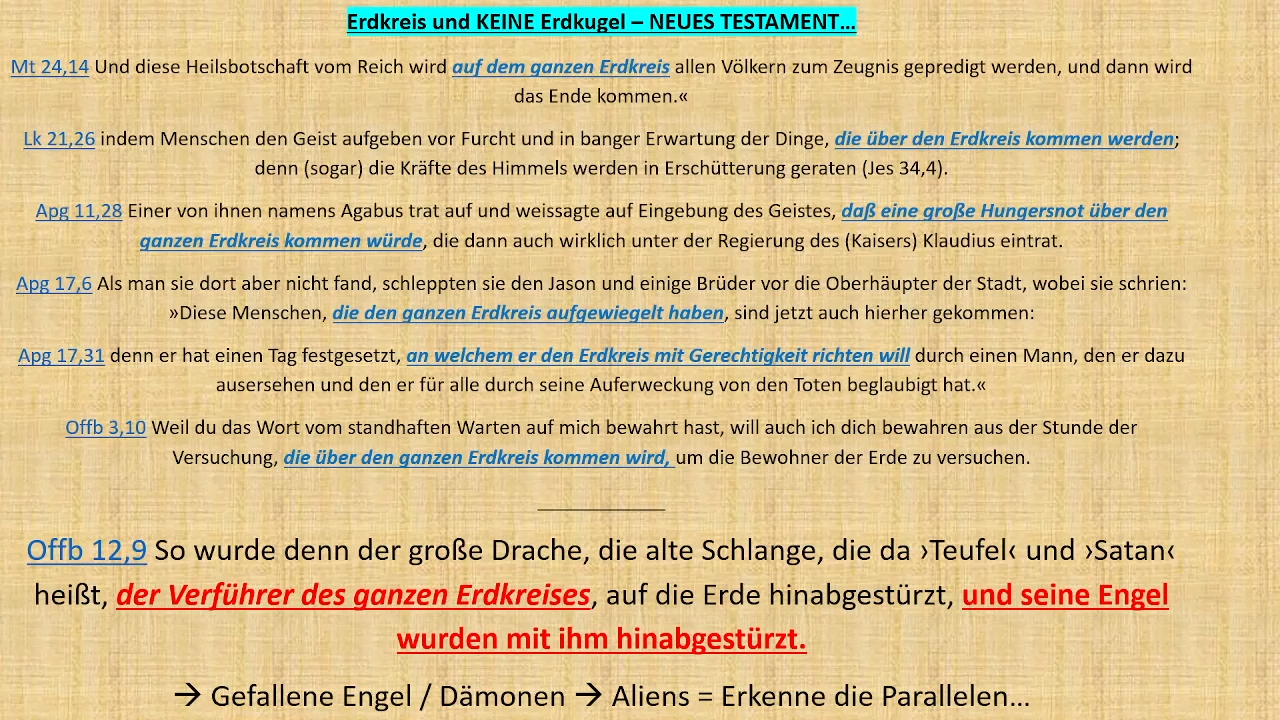 Erdkreis und KEINE Erdkugel – NEUES TESTAMENT…
Mt 24,14 Und diese Heilsbotschaft vom Reich wird auf dem ganzen Erdkreis allen Völkern zum Zeugnis gepredigt werden, und dann wird
das Ende kommen.«
Lk 21,26 indem Menschen den Geist aufgeben vor Furcht und in banger Erwartung der Dinge, die über den Erdkreis kommen werden;
denn (sogar) die Kräfte des Himmels werden in Erschütterung geraten (Jes 34,4).
Apg 11,28 Einer von ihnen namens Agabus trat auf und weissagte auf Eingebung des Geistes, daß eine große Hungersnot über den
ganzen Erdkreis kommen würde, die dann auch wirklich unter der Regierung des (Kaisers) Klaudius eintrat.
Apg 17,6 Als man sie dort aber nicht fand, schleppten sie den Jason und einige Brüder vor die Oberhäupter der Stadt, wobei sie schrien:
»Diese Menschen, die den ganzen Erdkreis aufgewiegelt haben, sind jetzt auch hierher gekommen:
Apg 17,31 denn er hat einen Tag festgesetzt, an welchem er den Erdkreis mit Gerechtigkeit richten will durch einen Mann, den er dazu
ausersehen und den er für alle durch seine Auferweckung von den Toten beglaubigt hat.«
Offb 3,10 Weil du das Wort vom standhaften Warten auf mich bewahrt hast, will auch ich dich bewahren aus der Stunde der
Versuchung, die über den ganzen Erdkreis kommen wird, um die Bewohner der Erde zu versuchen.
Offb 12,9 So wurde denn der große Drache, die alte Schlange, die da ›Teufel‹ und ›Satan‹
heißt, der Verführer des ganzen Erdkreises, auf die Erde hinabgestürzt, und seine Engel
wurden mit ihm hinabgestürzt.
→ Gefallene Engel / Dämonen → Aliens = Erkenne die Parallelen…